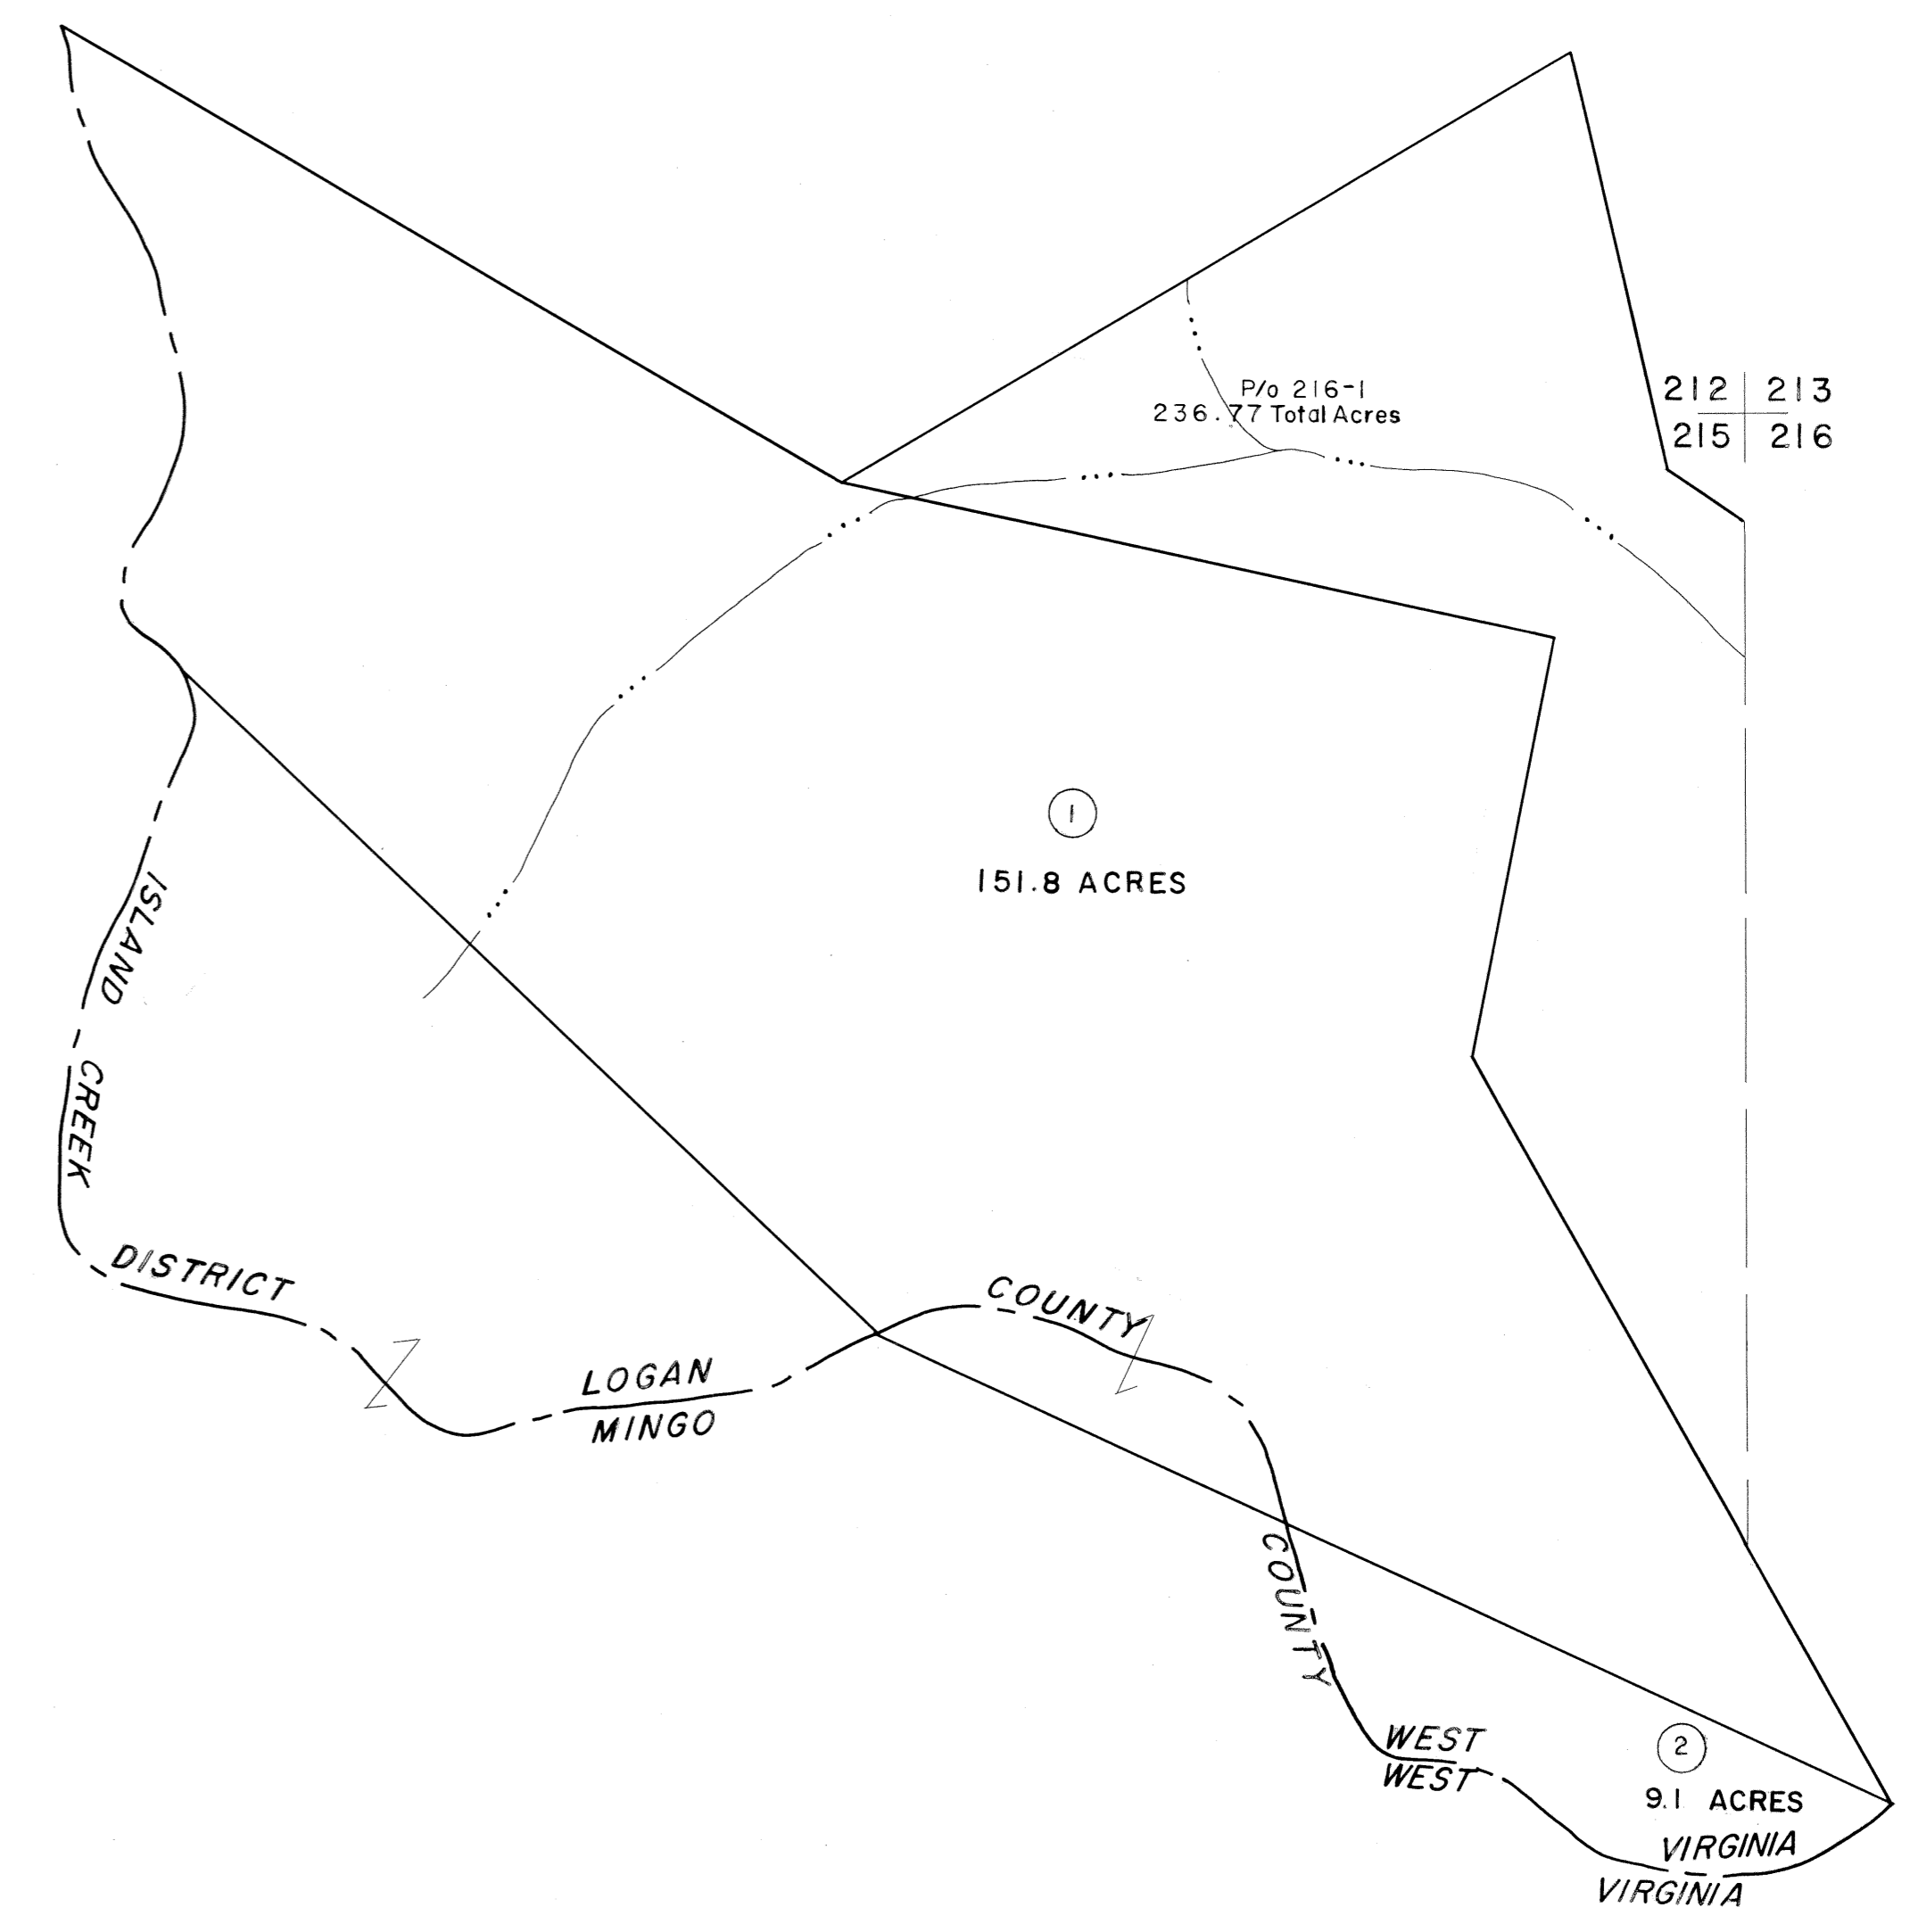 P/o 216-1
236.77 Total Acres
212 213
215 216
1
151.8 ACRES
ISLAND CREEK DISTRICT
LOGAN COUNTY WEST VIRGINIA
MINGO COUNTY WEST VIRGINIA
2
9.1 ACRES